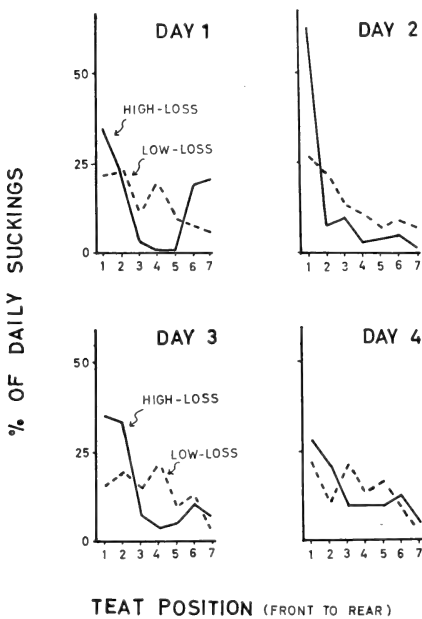 DAY 1
DAY 2
50
25
0
HIGH-LOSS
LOW-LOSS
1 2 3 4 5 6 7
1 2 3 4 5 6 7
% OF DAILY SUCKINGS
DAY 3
DAY 4
50
25
0
HIGH-LOSS
LOW-LOSS
1 2 3 4 5 6 7
1 2 3 4 5 6 7
TEAT POSITION (FRONT TO REAR)